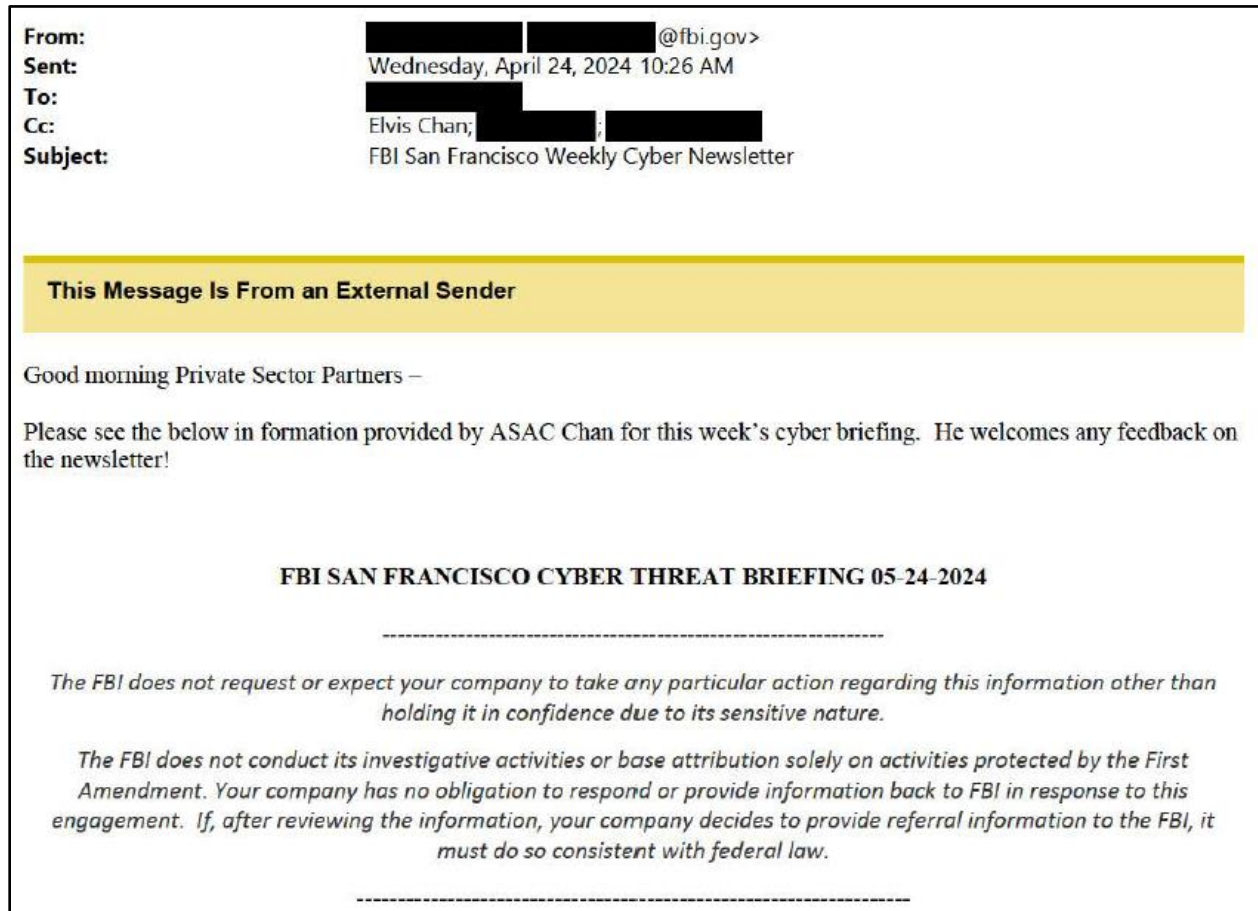 From: @fbi.gov>
Sent: Wednesday, April 24, 2024 10:26 AM
To:
Cc: Elvis Chan; ;
Subject: FBI San Francisco Weekly Cyber Newsletter
This Message Is From an External Sender
Good morning Private Sector Partners –
Please see the below in formation provided by ASAC Chan for this week's cyber briefing.  He welcomes any feedback on
the newsletter!
FBI SAN FRANCISCO CYBER THREAT BRIEFING 05-24-2024
------------------------------------------------------------------
The FBI does not request or expect your company to take any particular action regarding this information other than
holding it in confidence due to its sensitive nature.
The FBI does not conduct its investigative activities or base attribution solely on activities protected by the First
Amendment. Your company has no obligation to respond or provide information back to FBI in response to this
engagement.  If, after reviewing the information, your company decides to provide referral information to the FBI, it
must do so consistent with federal law.
------------------------------------------------------------------